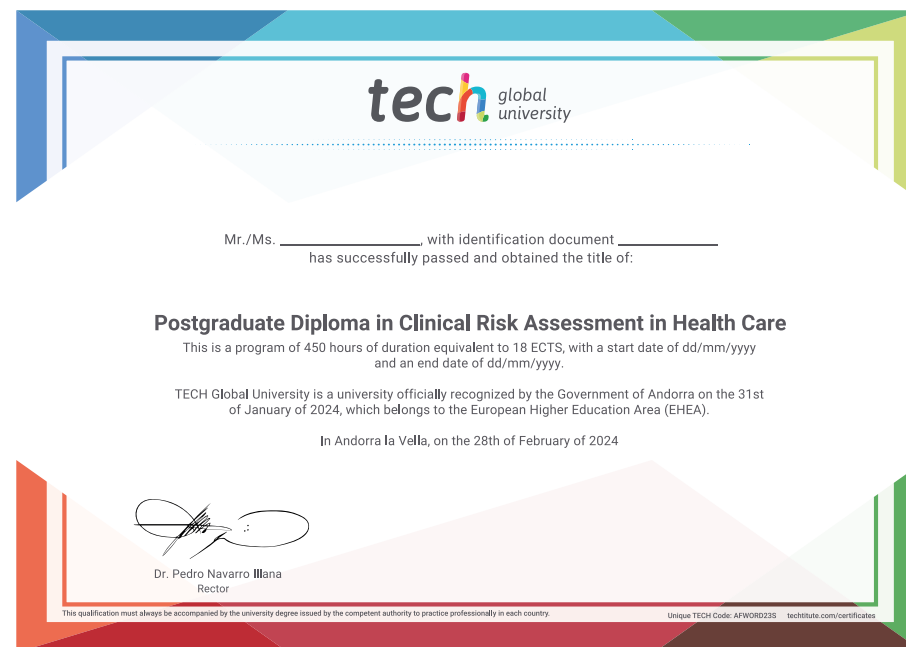 tech global university
Mr./Ms. ____________________, with identification document ______________
has successfully passed and obtained the title of:
Postgraduate Diploma in Clinical Risk Assessment in Health Care
This is a program of 450 hours of duration equivalent to 18 ECTS, with a start date of dd/mm/yyyy
and an end date of dd/mm/yyyy.
TECH Global University is a university officially recognized by the Government of Andorra on the 31st
of January of 2024, which belongs to the European Higher Education Area (EHEA).
In Andorra la Vella, on the 28th of February of 2024
Dr. Pedro Navarro Illana
Rector
This qualification must always be accompanied by the university degree issued by the competent authority to practice professionally in each country.
Unique TECH Code: AFWORD23S techtitute.com/certificates